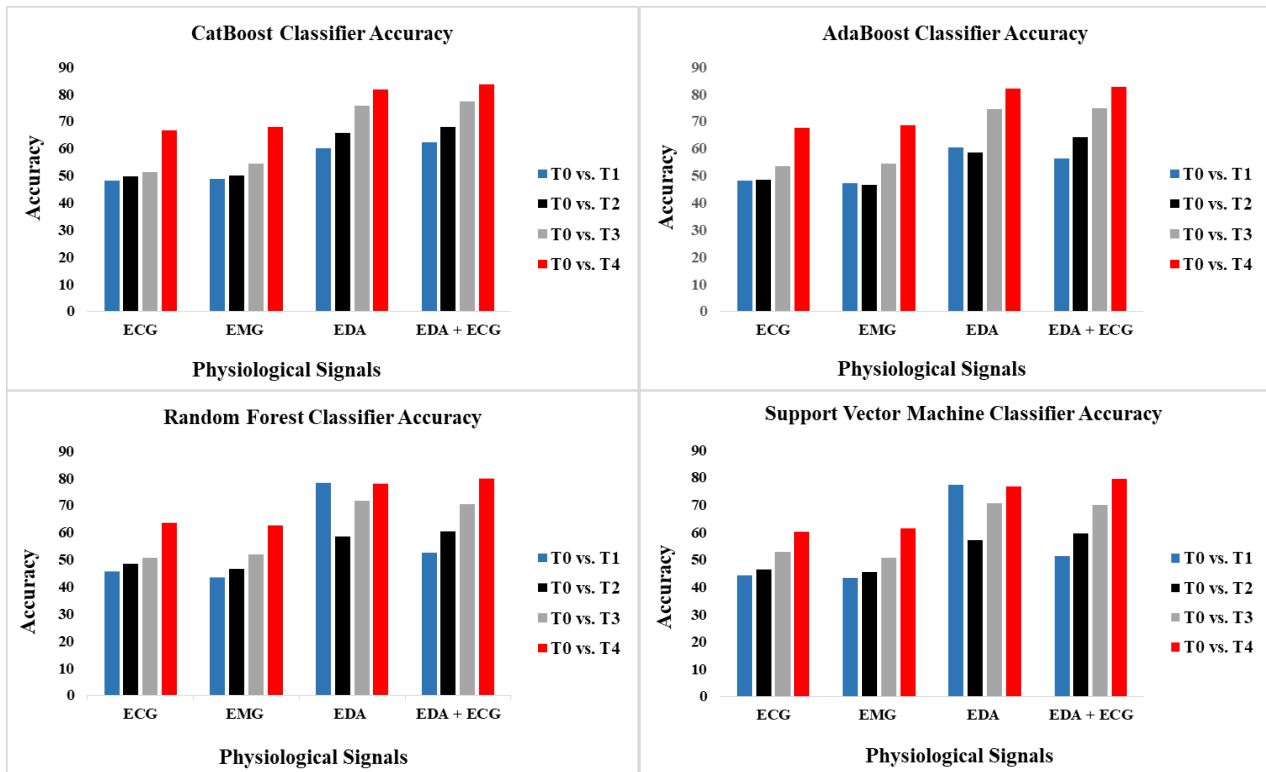 CatBoost Classifier Accuracy
90
80
70
60
50
40
30
20
10
0
Accuracy
ECG EMG EDA EDA + ECG
Physiological Signals
T0 vs. T1
T0 vs. T2
T0 vs. T3
T0 vs. T4
AdaBoost Classifier Accuracy
90
80
70
60
50
40
30
20
10
0
Accuracy
ECG EMG EDA EDA + ECG
Physiological Signals
T0 vs. T1
T0 vs. T2
T0 vs. T3
T0 vs. T4
Random Forest Classifier Accuracy
90
80
70
60
50
40
30
20
10
0
Accuracy
ECG EMG EDA EDA + ECG
Physiological Signals
T0 vs. T1
T0 vs. T2
T0 vs. T3
T0 vs. T4
Support Vector Machine Classifier Accuracy
90
80
70
60
50
40
30
20
10
0
Accuracy
ECG EMG EDA EDA + ECG
Physiological Signals
T0 vs. T1
T0 vs. T2
T0 vs. T3
T0 vs. T4